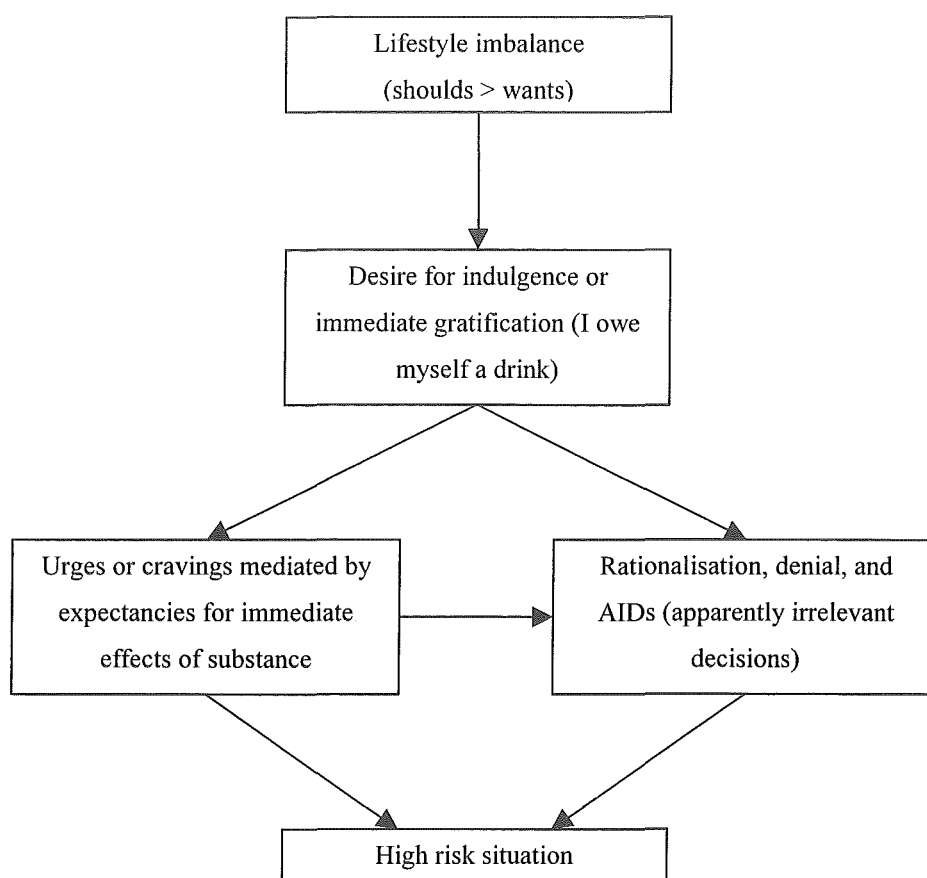 Lifestyle imbalance
(shoulds > wants)
Desire for indulgence or
immediate gratification (I owe
myself a drink)
Urges or cravings mediated by
expectancies for immediate
effects of substance
Rationalisation, denial, and
AIDs (apparently irrelevant
decisions)
High risk situation